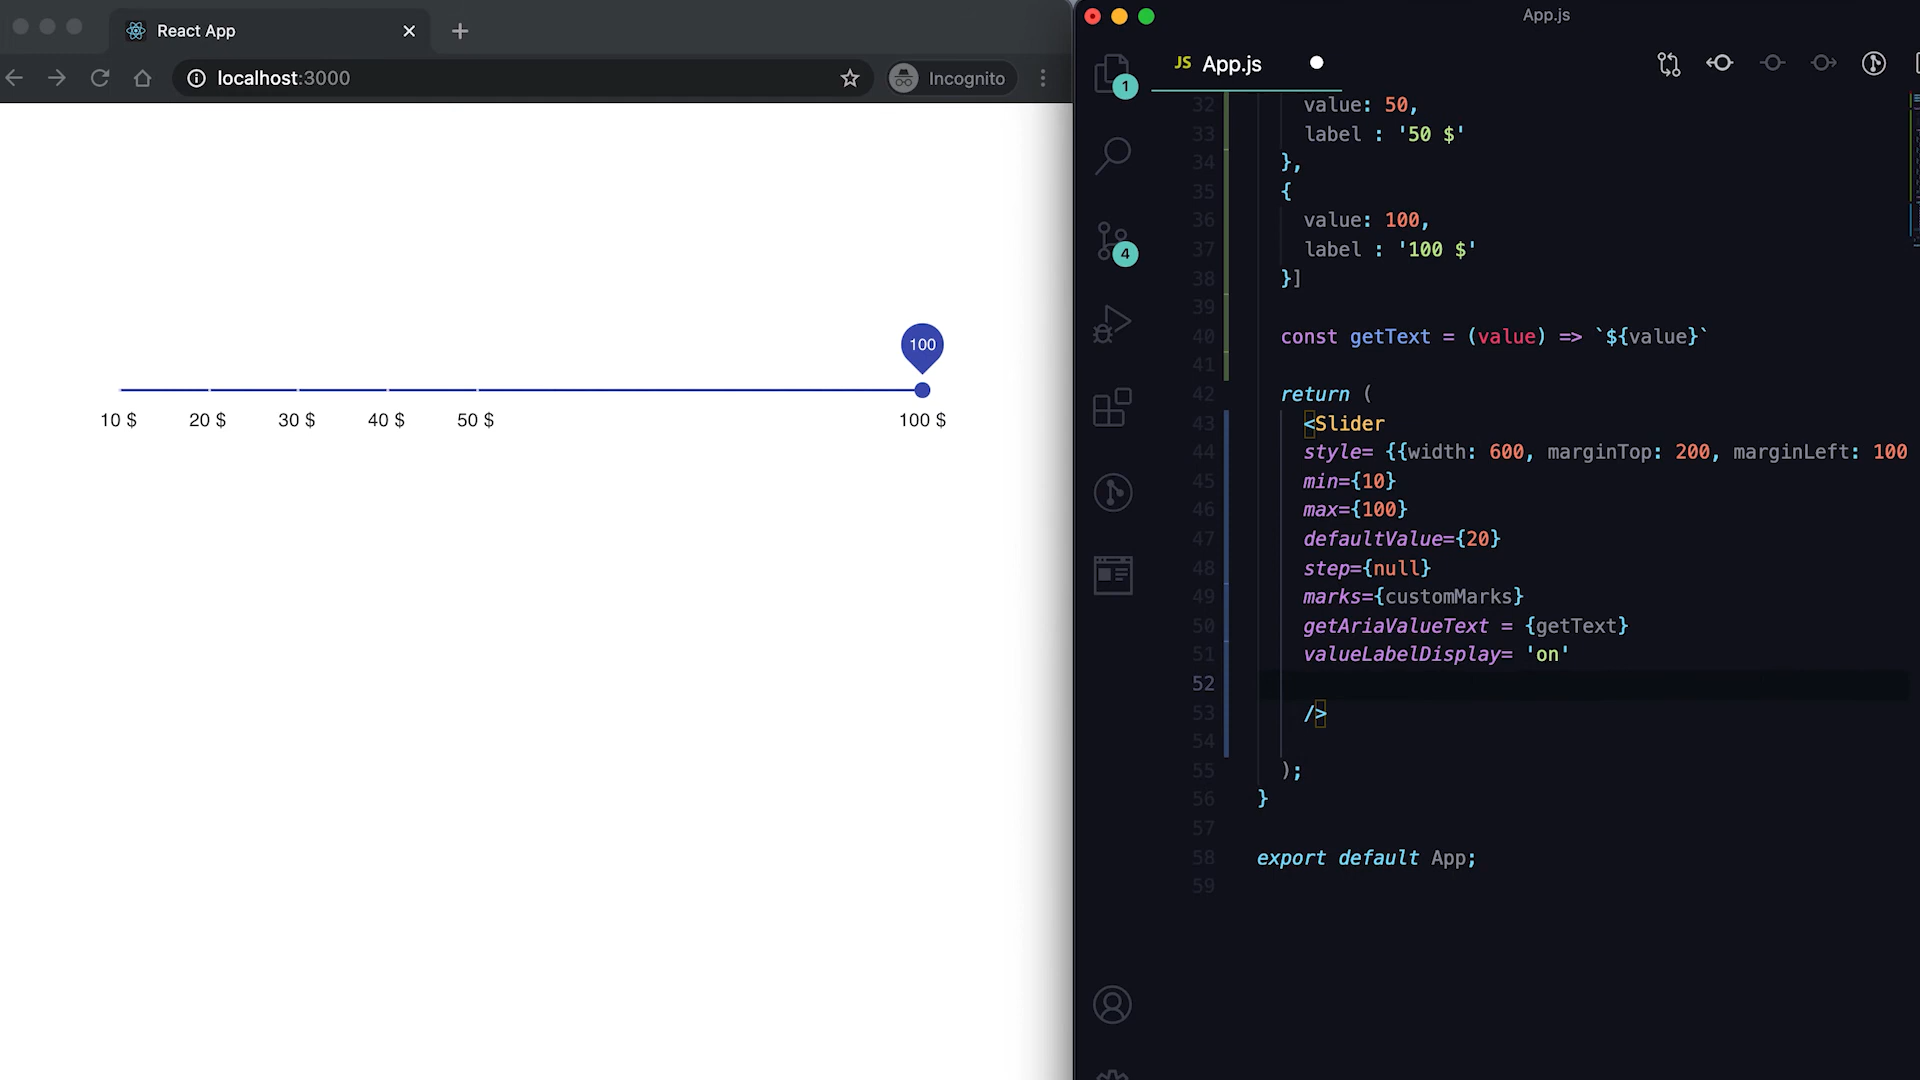 React App
localhost:3000
Incognito
100
10 $ 20 $ 30 $ 40 $ 50 $ 100 $
App.js
JS App.js
1
4
32 value: 50,
33 label : '50 $'
34 },
35 {
36 value: 100,
37 label : '100 $'
38 }]
39
40 const getText = (value) => `${value}`
41
42 return (
43 <Slider
44 style= {{width: 600, marginTop: 200, marginLeft: 100
45 min={10}
46 max={100}
47 defaultValue={20}
48 step={null}
49 marks={customMarks}
50 getAriaValueText = {getText}
51 valueLabelDisplay= 'on'
52
53 />
54
55 );
56 }
57
58 export default App;
59